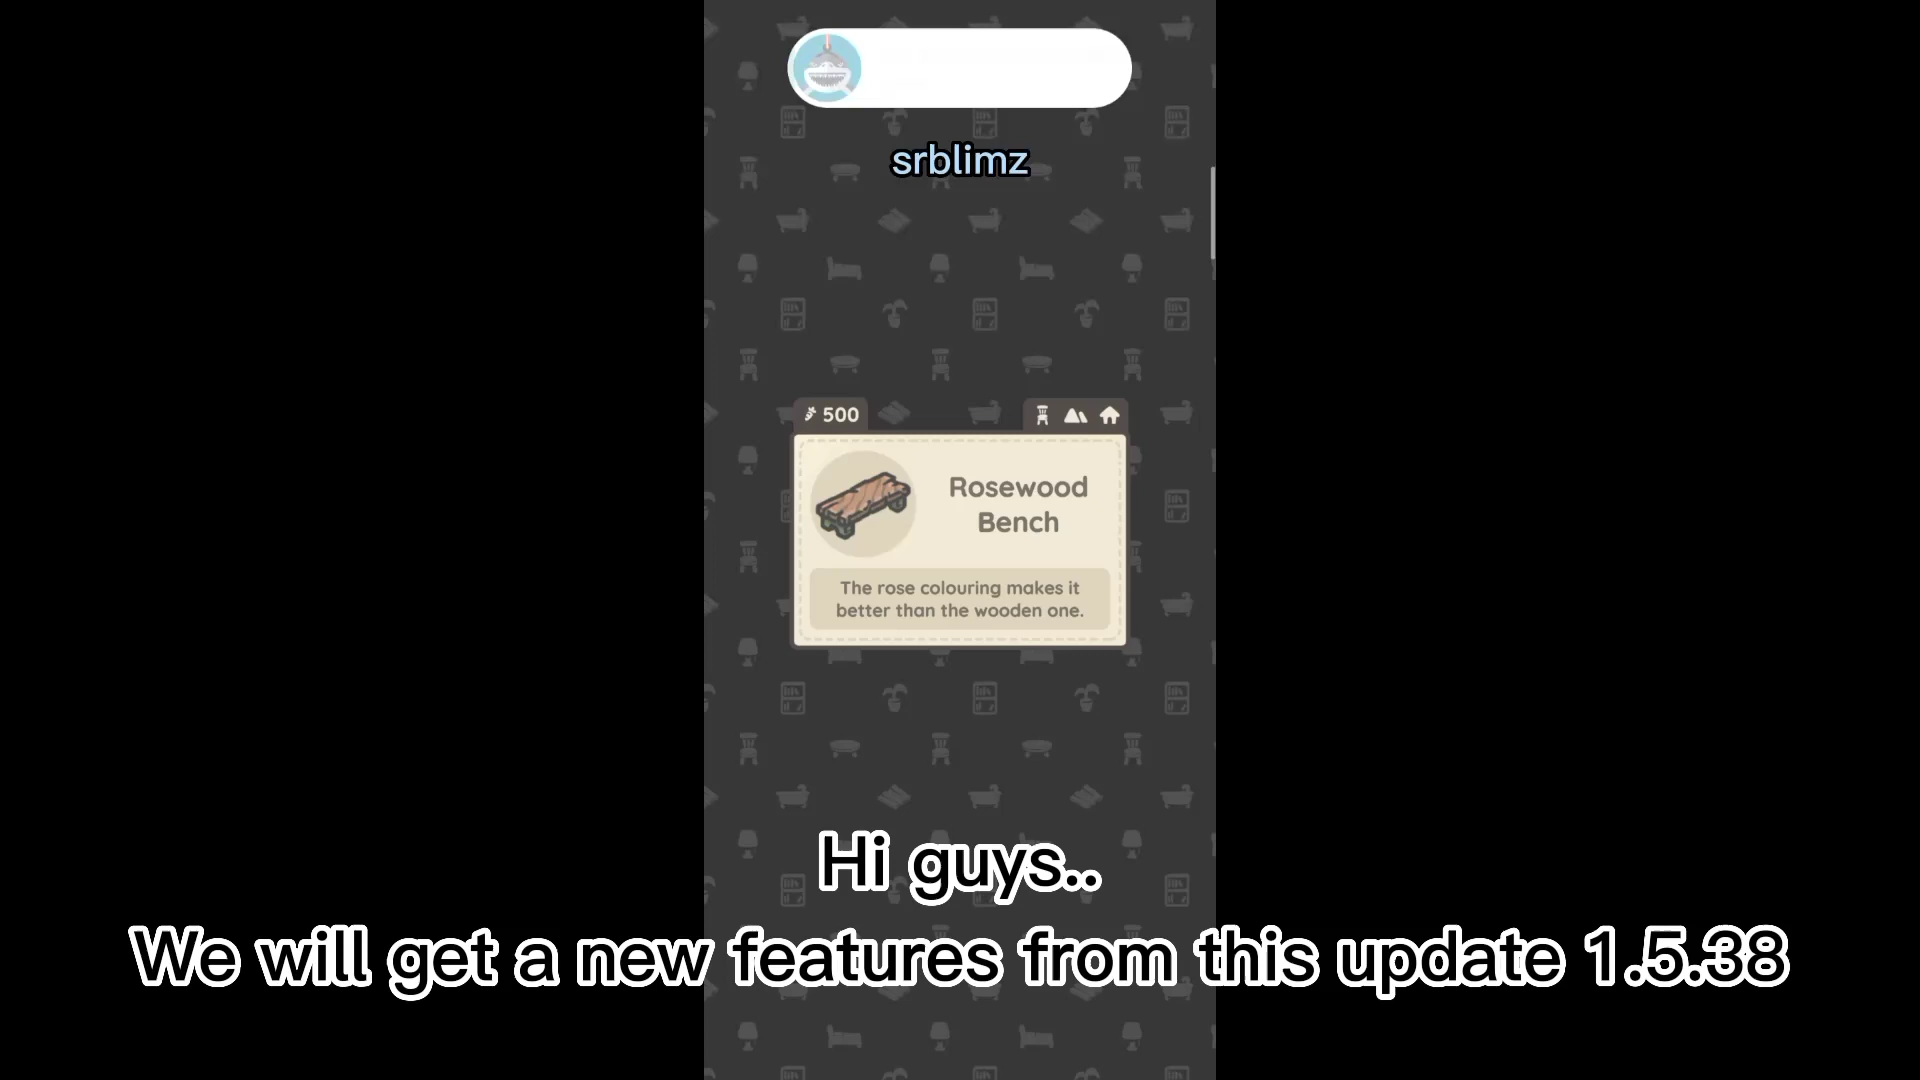 srblimz
500
Rosewood
Bench
The rose colouring makes it
better than the wooden one.
Hi guys..
We will get a new features from this update 1.5.38